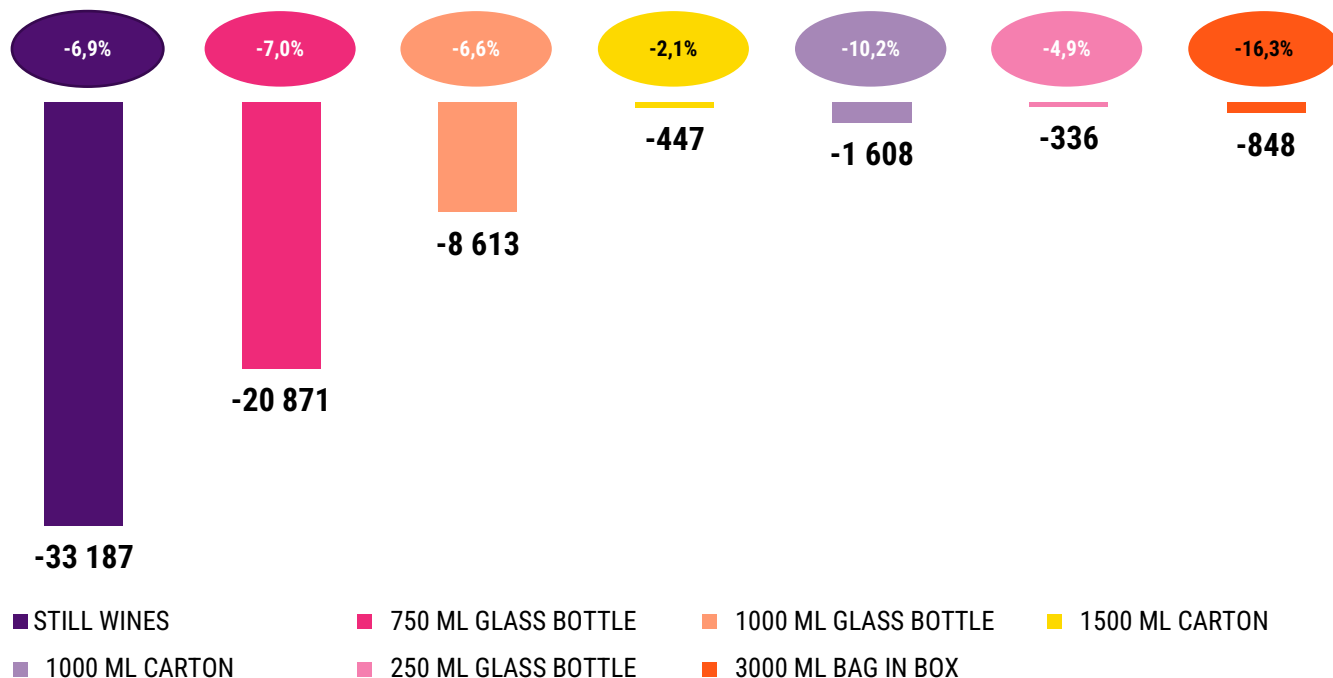 -6,9% -7,0% -6,6% -2,1% -10,2% -4,9% -16,3%
-447 -1 608 -336 -848
-8 613
-20 871
-33 187
STILL WINES 750 ML GLASS BOTTLE 1000 ML GLASS BOTTLE 1500 ML CARTON
1000 ML CARTON 250 ML GLASS BOTTLE 3000 ML BAG IN BOX